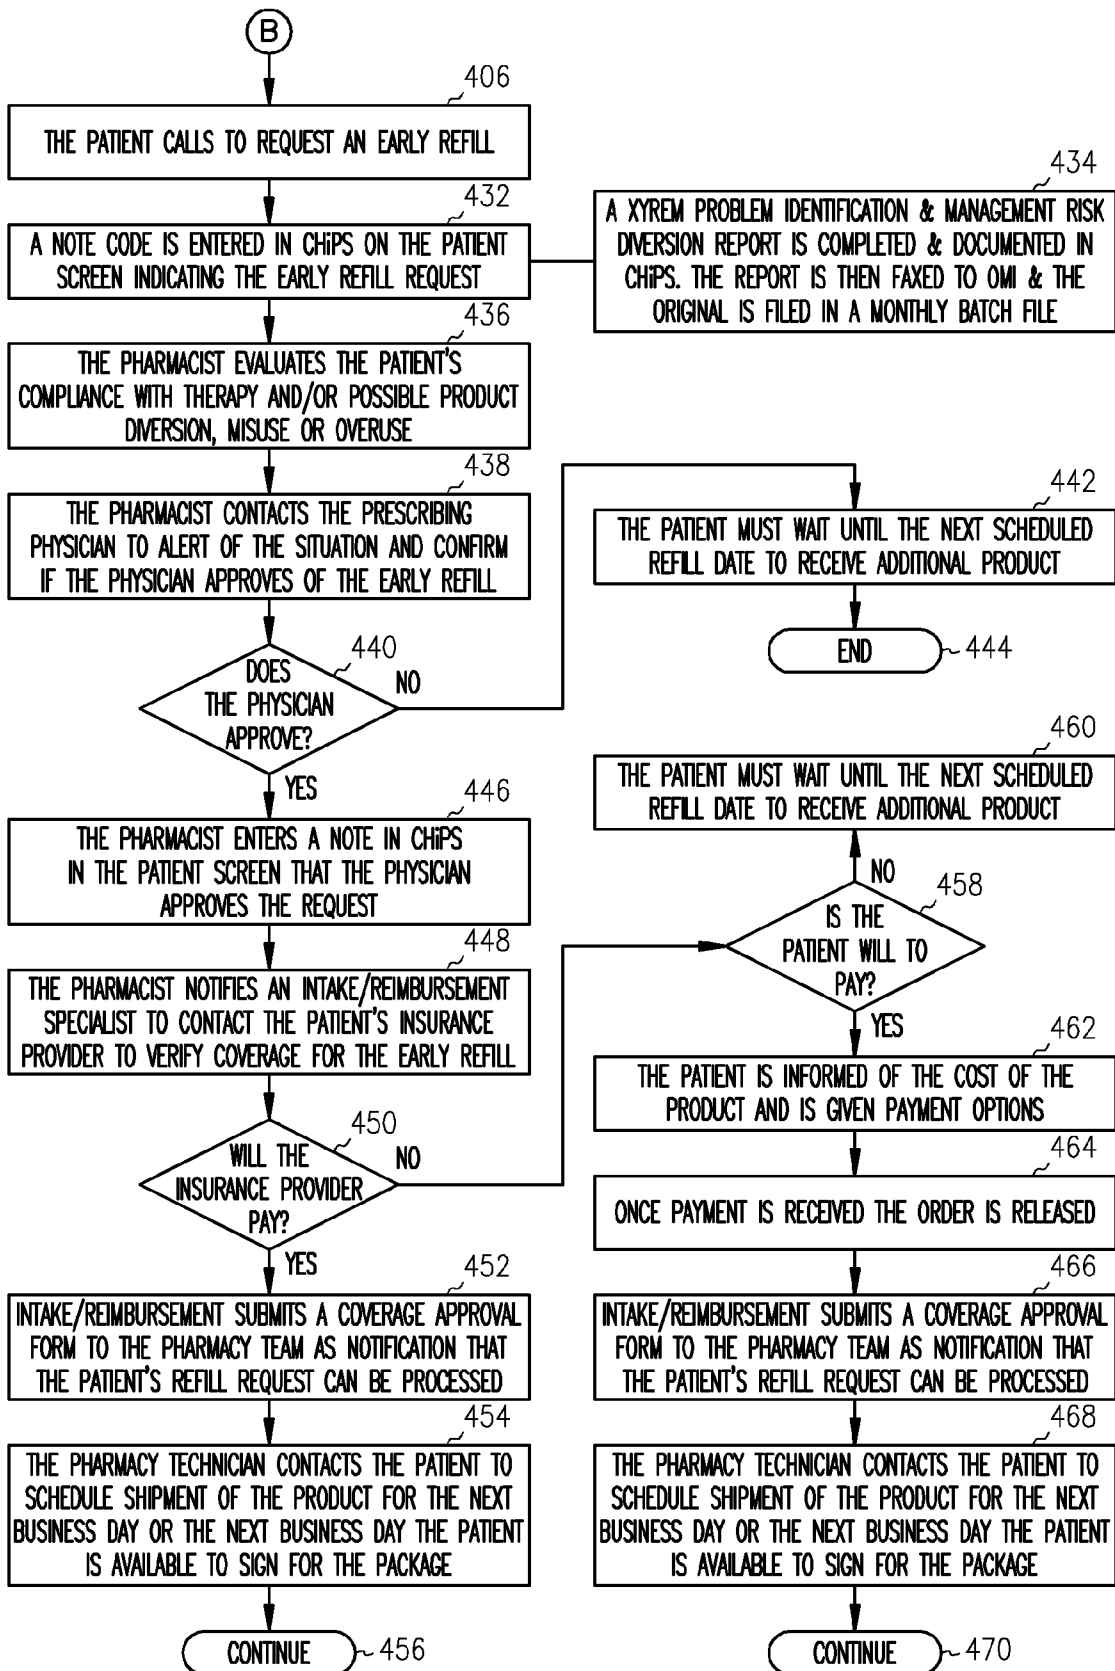 B
406
THE PATIENT CALLS TO REQUEST AN EARLY REFILL
432
A NOTE CODE IS ENTERED IN CHiPS ON THE PATIENT
SCREEN INDICATING THE EARLY REFILL REQUEST
434
A XYREM PROBLEM IDENTIFICATION & MANAGEMENT RISK
DIVERSION REPORT IS COMPLETED & DOCUMENTED IN
CHiPS. THE REPORT IS THEN FAXED TO OMI & THE
ORIGINAL IS FILED IN A MONTHLY BATCH FILE
436
THE PHARMACIST EVALUATES THE PATIENT'S
COMPLIANCE WITH THERAPY AND/OR POSSIBLE PRODUCT
DIVERSION, MISUSE OR OVERUSE
438
THE PHARMACIST CONTACTS THE PRESCRIBING
PHYSICIAN TO ALERT OF THE SITUATION AND CONFIRM
IF THE PHYSICIAN APPROVES OF THE EARLY REFILL
440
DOES
THE PHYSICIAN
APPROVE?
NO
442
THE PATIENT MUST WAIT UNTIL THE NEXT SCHEDULED
REFILL DATE TO RECEIVE ADDITIONAL PRODUCT
END
444
YES
446
THE PHARMACIST ENTERS A NOTE IN CHiPS
IN THE PATIENT SCREEN THAT THE PHYSICIAN
APPROVES THE REQUEST
448
THE PHARMACIST NOTIFIES AN INTAKE/REIMBURSEMENT
SPECIALIST TO CONTACT THE PATIENT'S INSURANCE
PROVIDER TO VERIFY COVERAGE FOR THE EARLY REFILL
450
WILL THE
INSURANCE PROVIDER
PAY?
NO
YES
452
INTAKE/REIMBURSEMENT SUBMITS A COVERAGE APPROVAL
FORM TO THE PHARMACY TEAM AS NOTIFICATION THAT
THE PATIENT'S REFILL REQUEST CAN BE PROCESSED
454
THE PHARMACY TECHNICIAN CONTACTS THE PATIENT TO
SCHEDULE SHIPMENT OF THE PRODUCT FOR THE NEXT
BUSINESS DAY OR THE NEXT BUSINESS DAY THE PATIENT
IS AVAILABLE TO SIGN FOR THE PACKAGE
CONTINUE
456
460
THE PATIENT MUST WAIT UNTIL THE NEXT SCHEDULED
REFILL DATE TO RECEIVE ADDITIONAL PRODUCT
NO
458
IS THE
PATIENT WILL TO
PAY?
YES
462
THE PATIENT IS INFORMED OF THE COST OF THE
PRODUCT AND IS GIVEN PAYMENT OPTIONS
464
ONCE PAYMENT IS RECEIVED THE ORDER IS RELEASED
466
INTAKE/REIMBURSEMENT SUBMITS A COVERAGE APPROVAL
FORM TO THE PHARMACY TEAM AS NOTIFICATION THAT
THE PATIENT'S REFILL REQUEST CAN BE PROCESSED
468
THE PHARMACY TECHNICIAN CONTACTS THE PATIENT TO
SCHEDULE SHIPMENT OF THE PRODUCT FOR THE NEXT
BUSINESS DAY OR THE NEXT BUSINESS DAY THE PATIENT
IS AVAILABLE TO SIGN FOR THE PACKAGE
CONTINUE
470